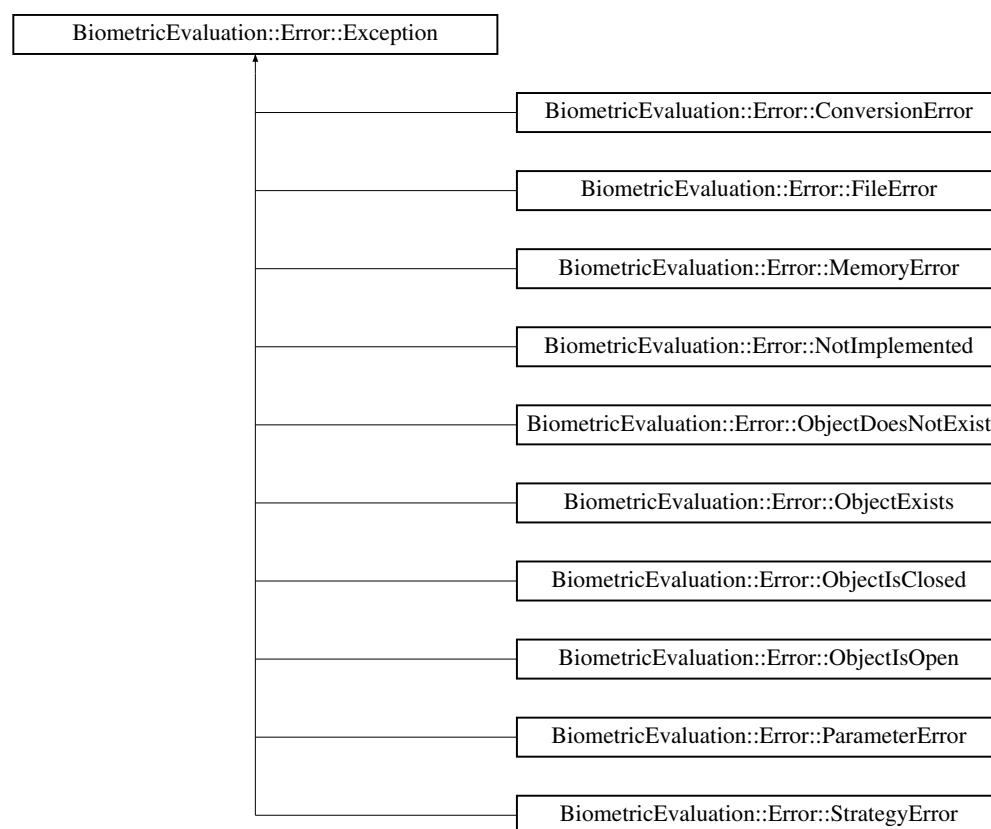 BiometricEvaluation::Error::Exception
BiometricEvaluation::Error::ConversionError
BiometricEvaluation::Error::FileError
BiometricEvaluation::Error::MemoryError
BiometricEvaluation::Error::NotImplemented
BiometricEvaluation::Error::ObjectDoesNotExist
BiometricEvaluation::Error::ObjectExists
BiometricEvaluation::Error::ObjectIsClosed
BiometricEvaluation::Error::ObjectIsOpen
BiometricEvaluation::Error::ParameterError
BiometricEvaluation::Error::StrategyError